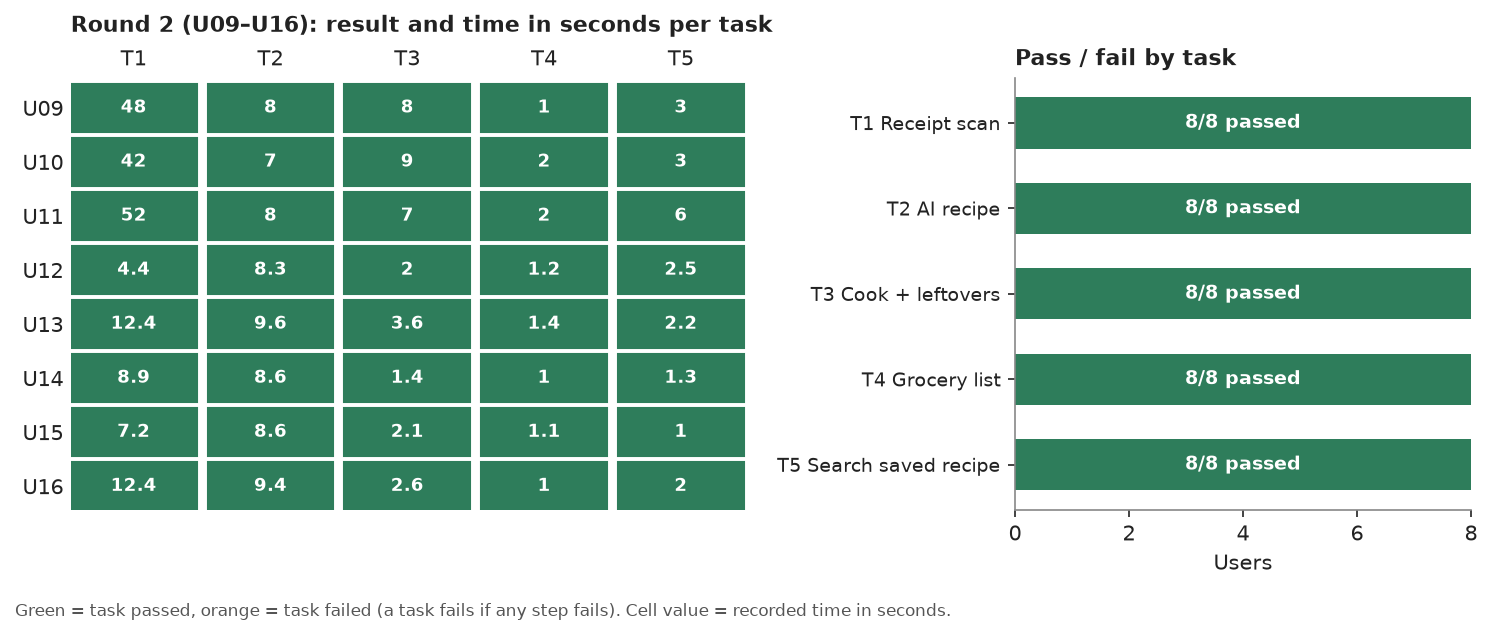 Round 2 (U09–U16): result and time in seconds per task
T1 T2 T3 T4 T5
U09 48 8 8 1 3
U10 42 7 9 2 3
U11 52 8 7 2 6
U12 4.4 8.3 2 1.2 2.5
U13 12.4 9.6 3.6 1.4 2.2
U14 8.9 8.6 1.4 1 1.3
U15 7.2 8.6 2.1 1.1 1
U16 12.4 9.4 2.6 1 2
Pass / fail by task
T1 Receipt scan 8/8 passed
T2 AI recipe 8/8 passed
T3 Cook + leftovers 8/8 passed
T4 Grocery list 8/8 passed
T5 Search saved recipe 8/8 passed
0 2 4 6 8
Users
Green = task passed, orange = task failed (a task fails if any step fails). Cell value = recorded time in seconds.